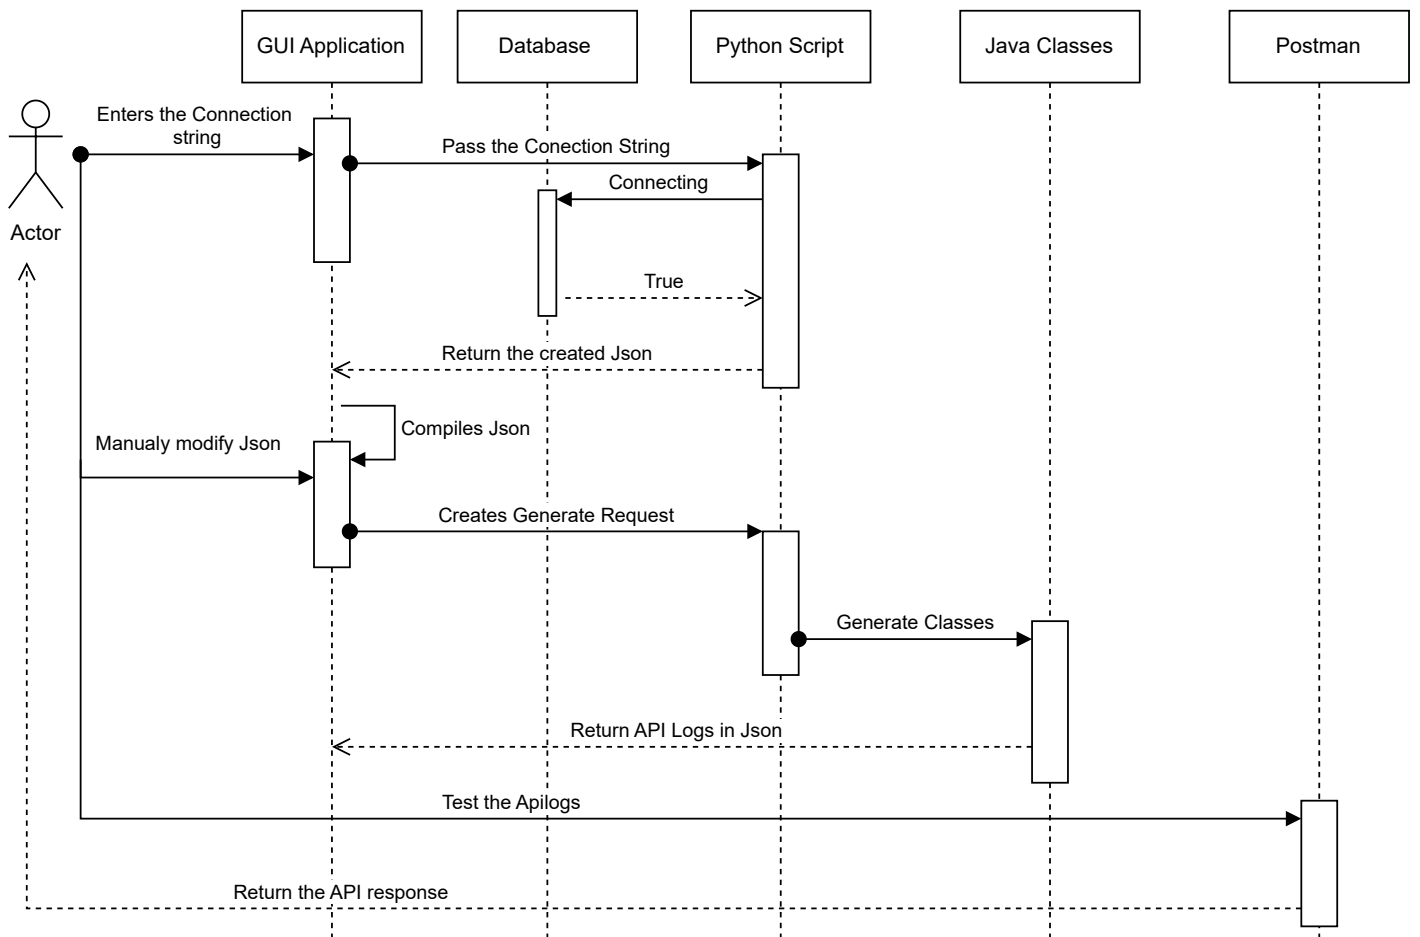 GUI Application
Database
Python Script
Java Classes
Postman
Enters the Connection
string
Pass the Conection String
Connecting
Actor
True
Return the created Json
Compiles Json
Manualy modify Json
Creates Generate Request
Generate Classes
Return API Logs in Json
Test the Apilogs
Return the API response